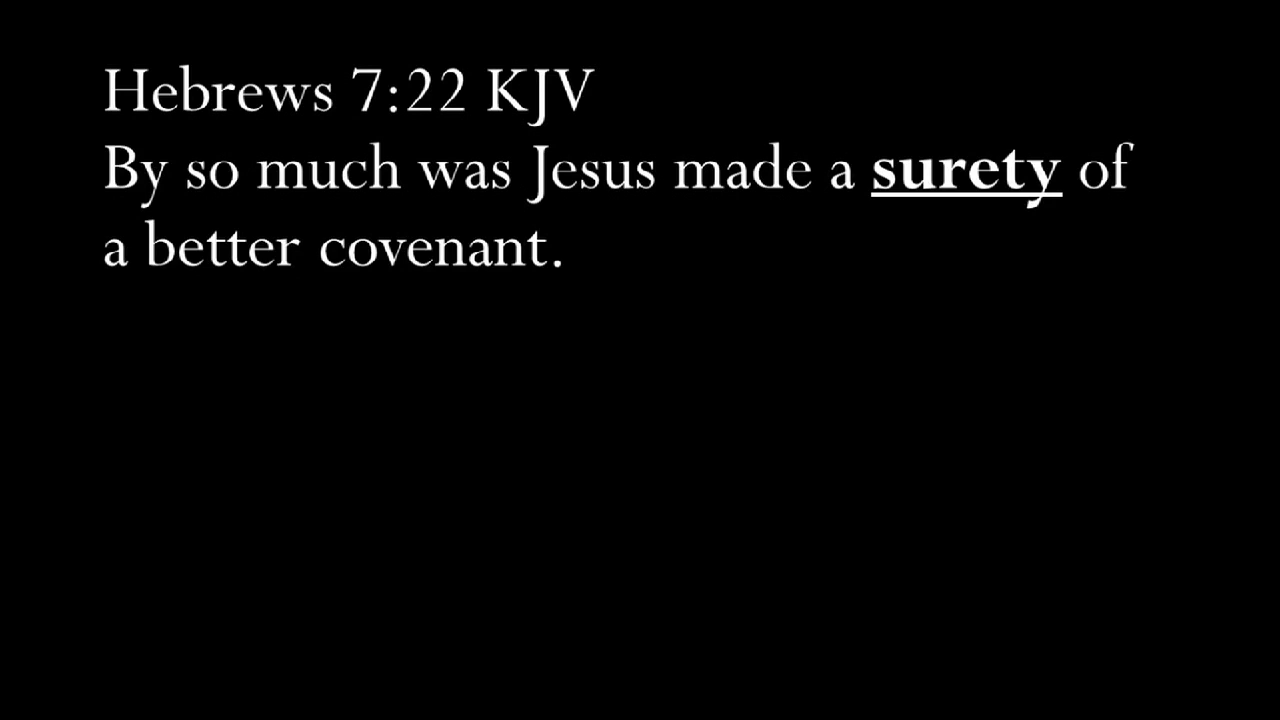 Hebrews 7:22 KJV
By so much was Jesus made a surety of
a better covenant.